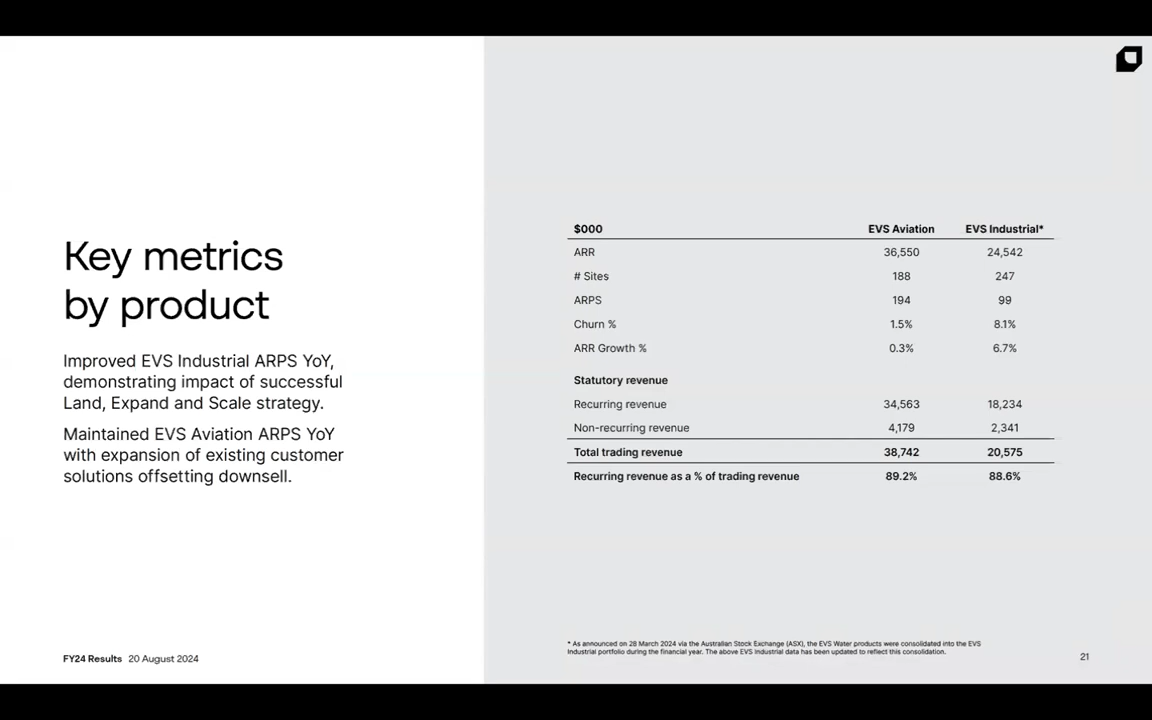 Key metrics
by product
Improved EVS Industrial ARPS YoY,
demonstrating impact of successful
Land, Expand and Scale strategy.
Maintained EVS Aviation ARPS YoY
with expansion of existing customer
solutions offsetting downsell.
$000 EVS Aviation EVS Industrial*
ARR 36,550 24,542
# Sites 188 247
ARPS 194 99
Churn % 1.5% 8.1%
ARR Growth % 0.3% 6.7%
Statutory revenue
Recurring revenue 34,563 18,234
Non-recurring revenue 4,179 2,341
Total trading revenue 38,742 20,575
Recurring revenue as a % of trading revenue 89.2% 88.6%
* As announced on 28 March 2024 via the Australian Stock Exchange (ASX), the EVS Water products were consolidated into the EVS
Industrial portfolio during the financial year. The above EVS Industrial data has been updated to reflect this consolidation.
FY24 Results 20 August 2024
21